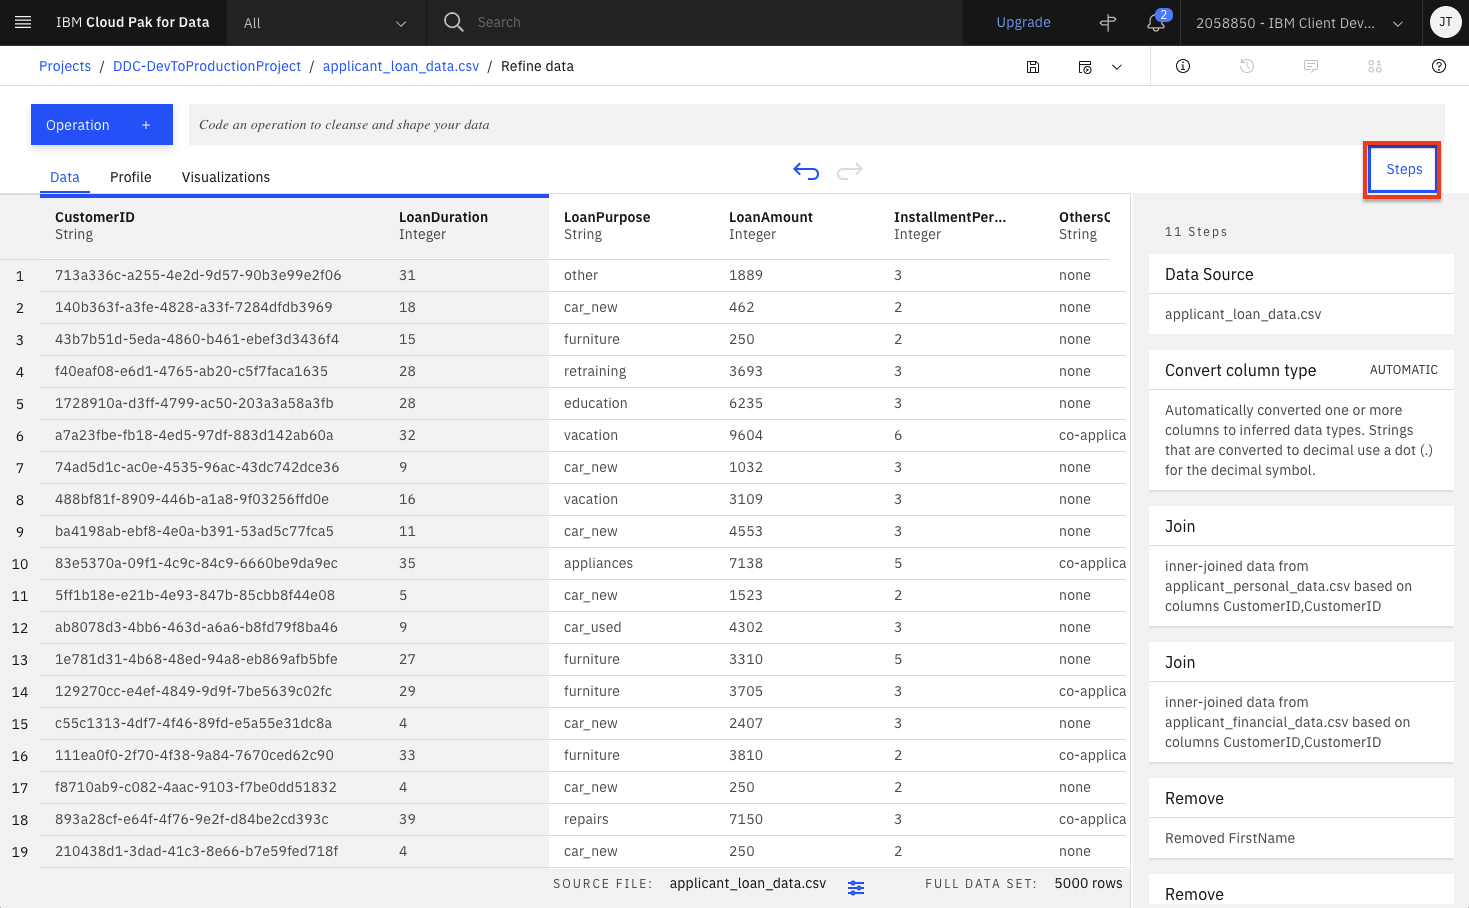 IBM Cloud Pak for Data All Search Upgrade 2 2058850 - IBM Client Dev... JT
Projects / DDC-DevToProductionProject / applicant_loan_data.csv / Refine data
Operation + Code an operation to cleanse and shape your data
Data Profile Visualizations Steps
CustomerID LoanDuration LoanPurpose LoanAmount InstallmentPer... OthersC
String Integer String Integer Integer String
1 713a336c-a255-4e2d-9d57-90b3e99e2f06 31 other 1889 3 none
2 140b363f-a3fe-4828-a33f-7284dfdb3969 18 car_new 462 2 none
3 43b7b51d-5eda-4860-b461-ebef3d3436f4 15 furniture 250 2 none
4 f40eaf08-e6d1-4765-ab20-c5f7faca1635 28 retraining 3693 3 none
5 1728910a-d3ff-4799-ac50-203a3a58a3fb 28 education 6235 3 none
6 a7a23fbe-fb18-4ed5-97df-883d142ab60a 32 vacation 9604 6 co-applica
7 74ad5d1c-ac0e-4535-96ac-43dc742dce36 9 car_new 1032 3 none
8 488bf81f-8909-446b-a1a8-9f03256ffd0e 16 vacation 3109 3 none
9 ba4198ab-ebf8-4e0a-b391-53ad5c77fca5 11 car_new 4553 3 none
10 83e5370a-09f1-4c9c-84c9-6660be9da9ec 35 appliances 7138 5 co-applica
11 5ff1b18e-e21b-4e93-847b-85cbb8f44e08 5 car_new 1523 2 none
12 ab8078d3-4bb6-463d-a6a6-b8fd79f8ba46 9 car_used 4302 3 none
13 1e781d31-4b68-48ed-94a8-eb869afb5bfe 27 furniture 3310 5 none
14 129270cc-e4ef-4849-9d9f-7be5639c02fc 29 furniture 3705 3 co-applica
15 c55c1313-4df7-4f46-89fd-e5a55e31dc8a 4 car_new 2407 3 none
16 111ea0f0-2f70-4f38-9a84-7670ced62c90 33 furniture 3810 2 co-applica
17 f8710ab9-c082-4aac-9103-f7be0dd51832 4 car_new 250 2 none
18 893a28cf-e64f-4f76-9e2f-d84be2cd393c 39 repairs 7150 3 co-applica
19 210438d1-3dad-41c3-8e66-b7e59fed718f 4 car_new 250 2 none
SOURCE FILE: applicant_loan_data.csv FULL DATA SET: 5000 rows
11 Steps
Data Source
applicant_loan_data.csv
Convert column type AUTOMATIC
Automatically converted one or more
columns to inferred data types. Strings
that are converted to decimal use a dot (.)
for the decimal symbol.
Join
inner-joined data from
applicant_personal_data.csv based on
columns CustomerID,CustomerID
Join
inner-joined data from
applicant_financial_data.csv based on
columns CustomerID,CustomerID
Remove
Removed FirstName
Remove